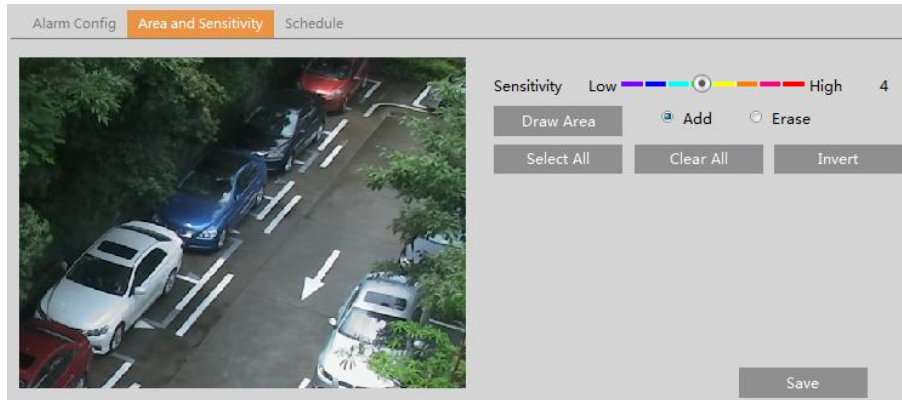 Alarm Config Area and Sensitivity Schedule
Sensitivity Low High 4
Draw Area Add Erase
Select All Clear All Invert
Save